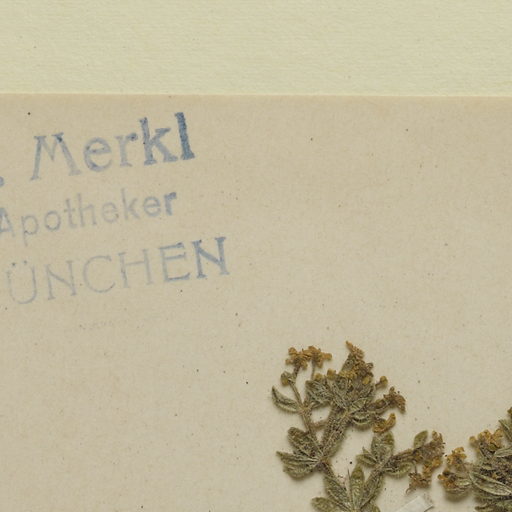 . Merkl
Apotheker
ÜNCHEN